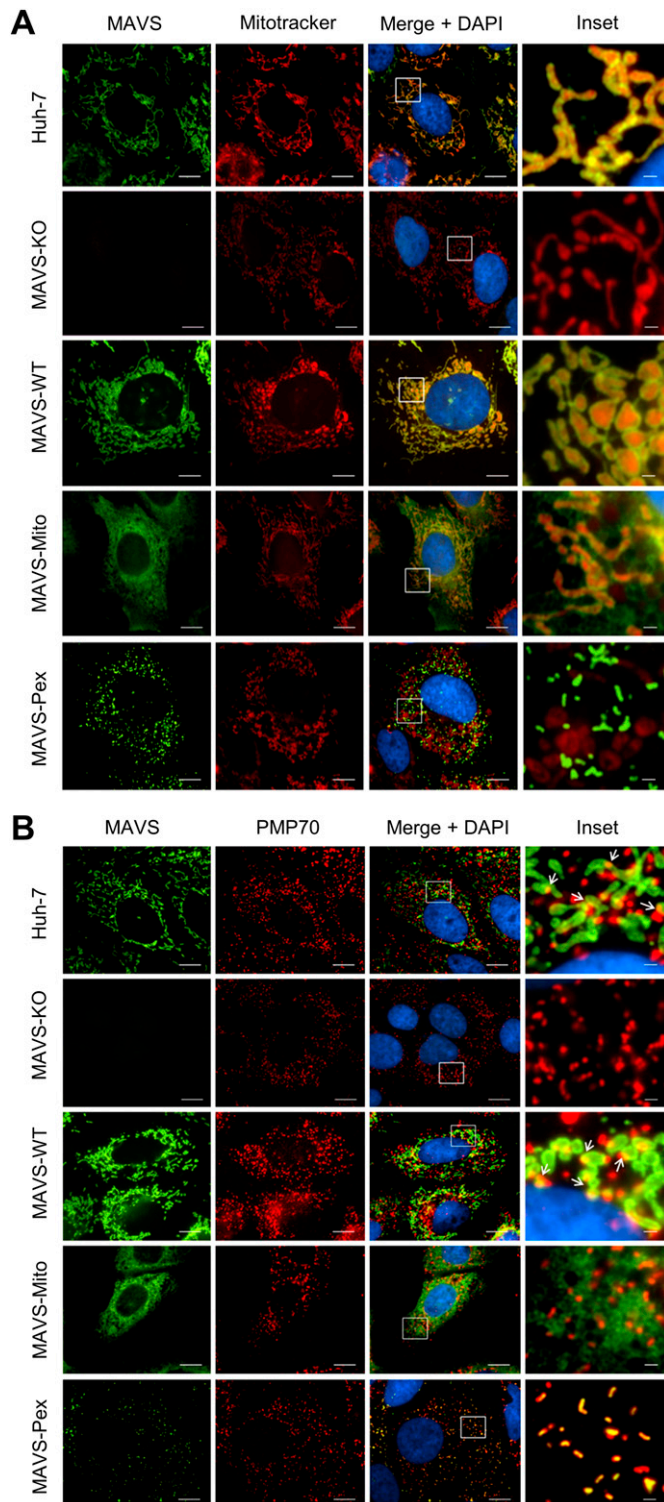 A
MAVS Mitotracker Merge + DAPI Inset
Huh-7
MAVS-KO
MAVS-WT
MAVS-Mito
MAVS-Pex
B
MAVS PMP70 Merge + DAPI Inset
Huh-7
MAVS-KO
MAVS-WT
MAVS-Mito
MAVS-Pex